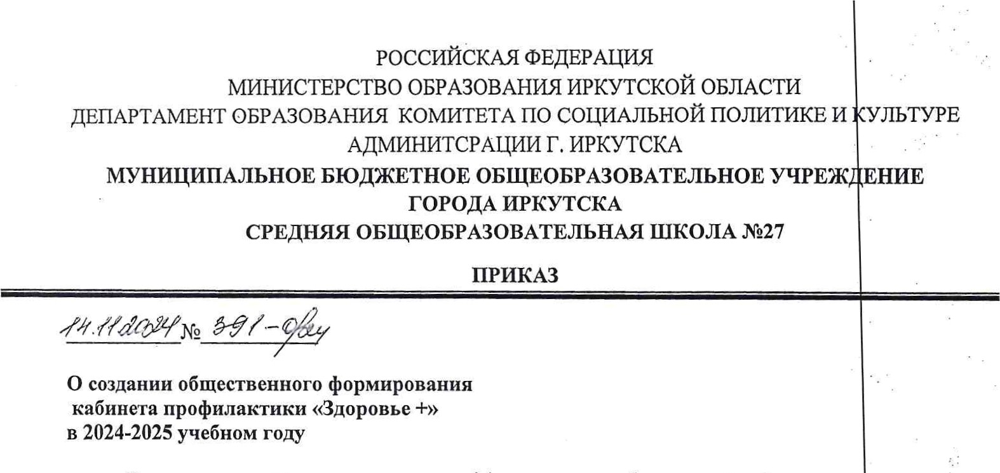 РОССИЙСКАЯ ФЕДЕРАЦИЯ
МИНИСТЕРСТВО ОБРАЗОВАНИЯ ИРКУТСКОЙ ОБЛАСТИ
ДЕПАРТАМЕНТ ОБРАЗОВАНИЯ КОМИТЕТА ПО СОЦИАЛЬНОЙ ПОЛИТИКЕ И КУЛЬТУРЕ
АДМИНИТСРАЦИИ Г. ИРКУТСКА
МУНИЦИПАЛЬНОЕ БЮДЖЕТНОЕ ОБЩЕОБРАЗОВАТЕЛЬНОЕ УЧРЕЖДЕНИЕ
ГОРОДА ИРКУТСКА
СРЕДНЯЯ ОБЩЕОБРАЗОВАТЕЛЬНАЯ ШКОЛА №27
ПРИКАЗ
14.11.2024 № 391-
О создании общественного формирования
кабинета профилактики «Здоровье +»
в 2024-2025 учебном году